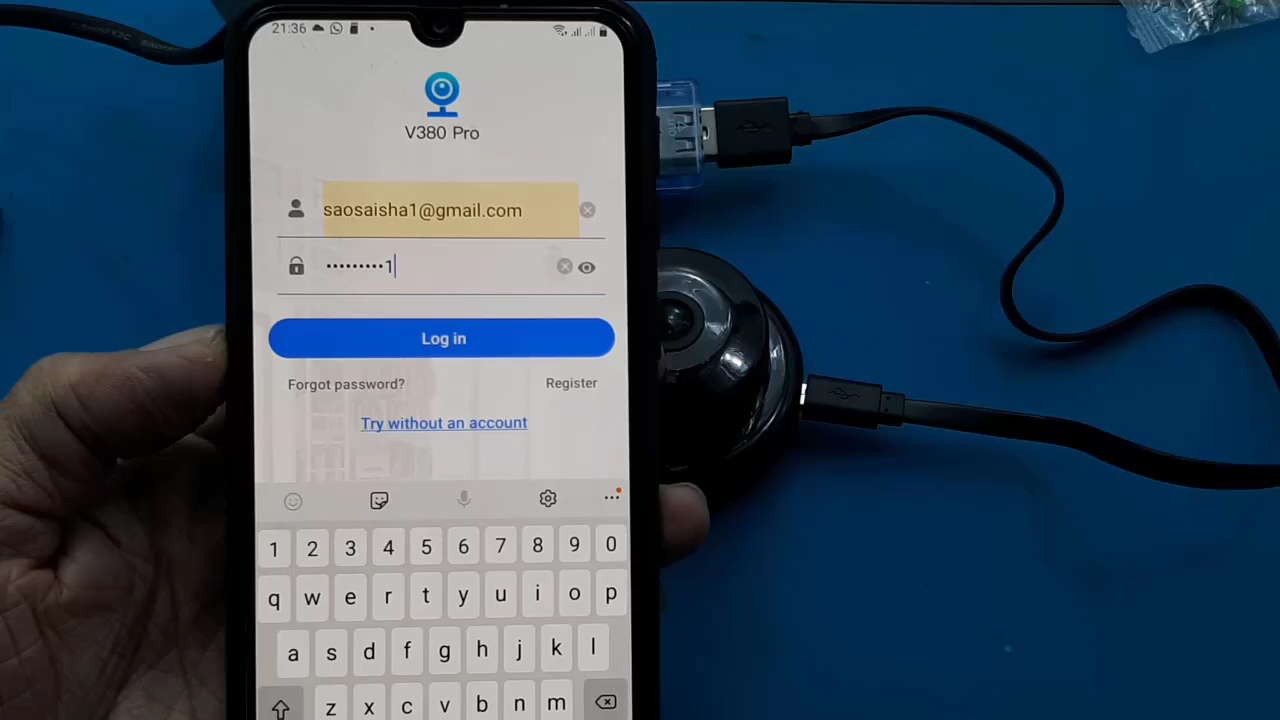 21:36
V380 Pro
saosaisha1@gmail.com
•••••••••1
Log in
Forgot password? Register
Try without an account
1 2 3 4 5 6 7 8 9 0
q w e r t y u i o p
a s d f g h j k l
z x c v b n m